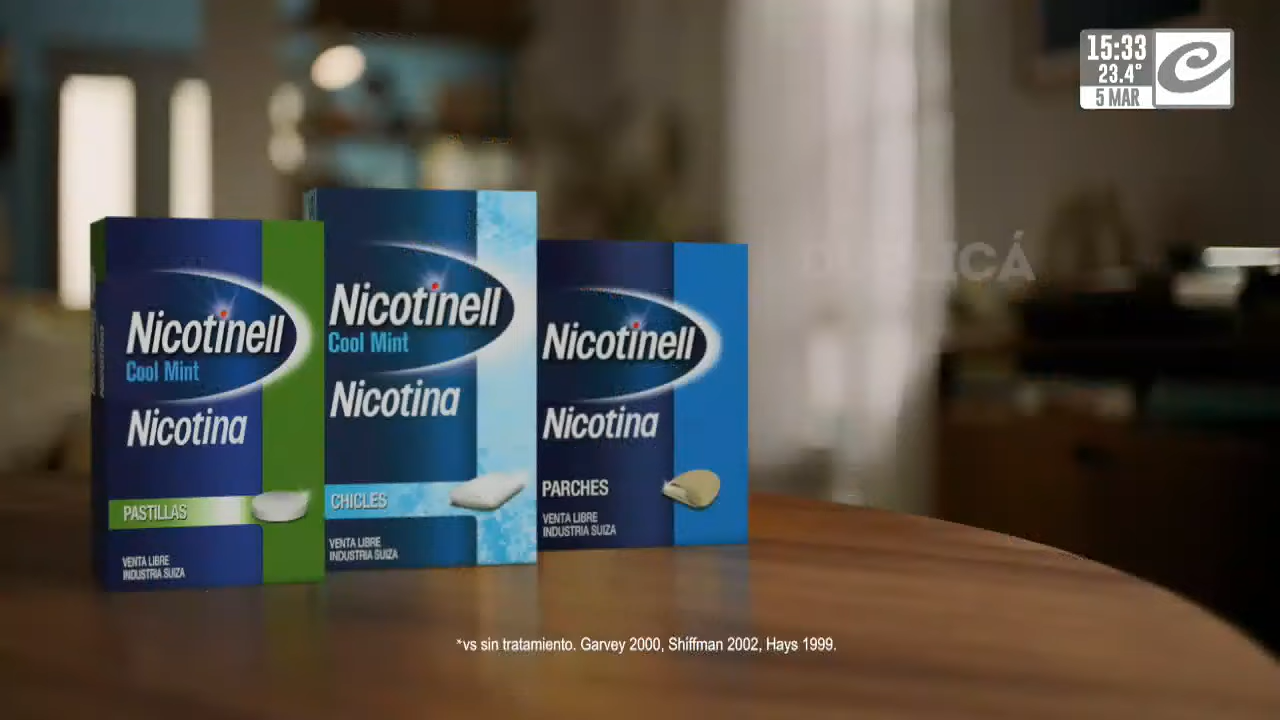 15:33
23.4°
5 MAR
Nicotinell
Cool Mint
Nicotina
PASTILLAS
VENTA LIBRE
INDUSTRIA SUIZA
Nicotinell
Cool Mint
Nicotina
CHICLES
VENTA LIBRE
INDUSTRIA SUIZA
Nicotinell
Nicotina
PARCHES
VENTA LIBRE
INDUSTRIA SUIZA
*vs sin tratamiento. Garvey 2000, Shiffman 2002, Hays 1999.